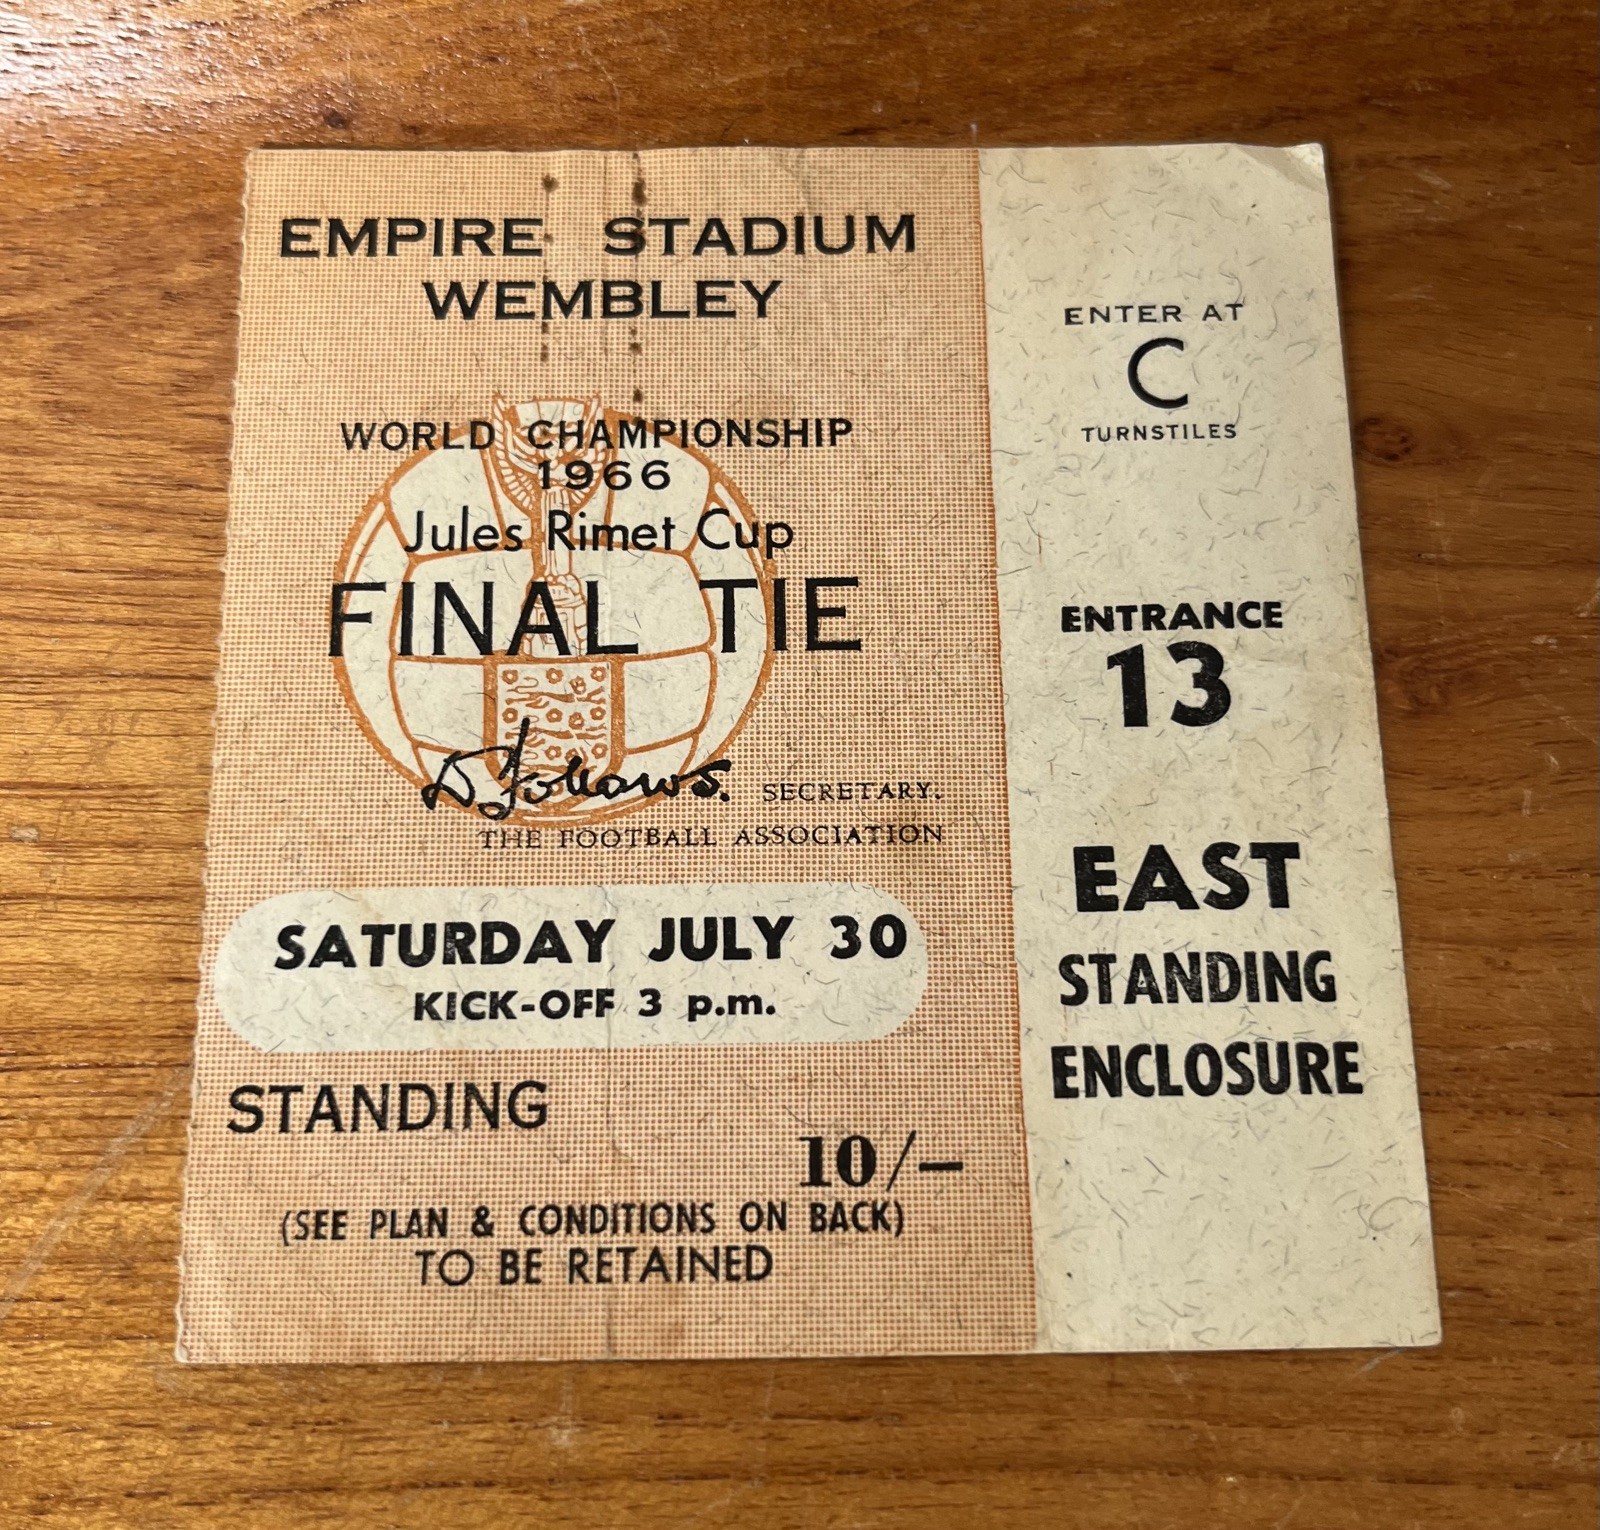 EMPIRE STADIUM
WEMBLEY
WORLD CHAMPIONSHIP
1966
Jules Rimet Cup
FINAL TIE
D Follows. SECRETARY.
THE FOOTBALL ASSOCIATION
SATURDAY JULY 30
KICK-OFF 3 p.m.
STANDING
10/-
(SEE PLAN & CONDITIONS ON BACK)
TO BE RETAINED
ENTER AT
C
TURNSTILES
ENTRANCE
13
EAST
STANDING
ENCLOSURE